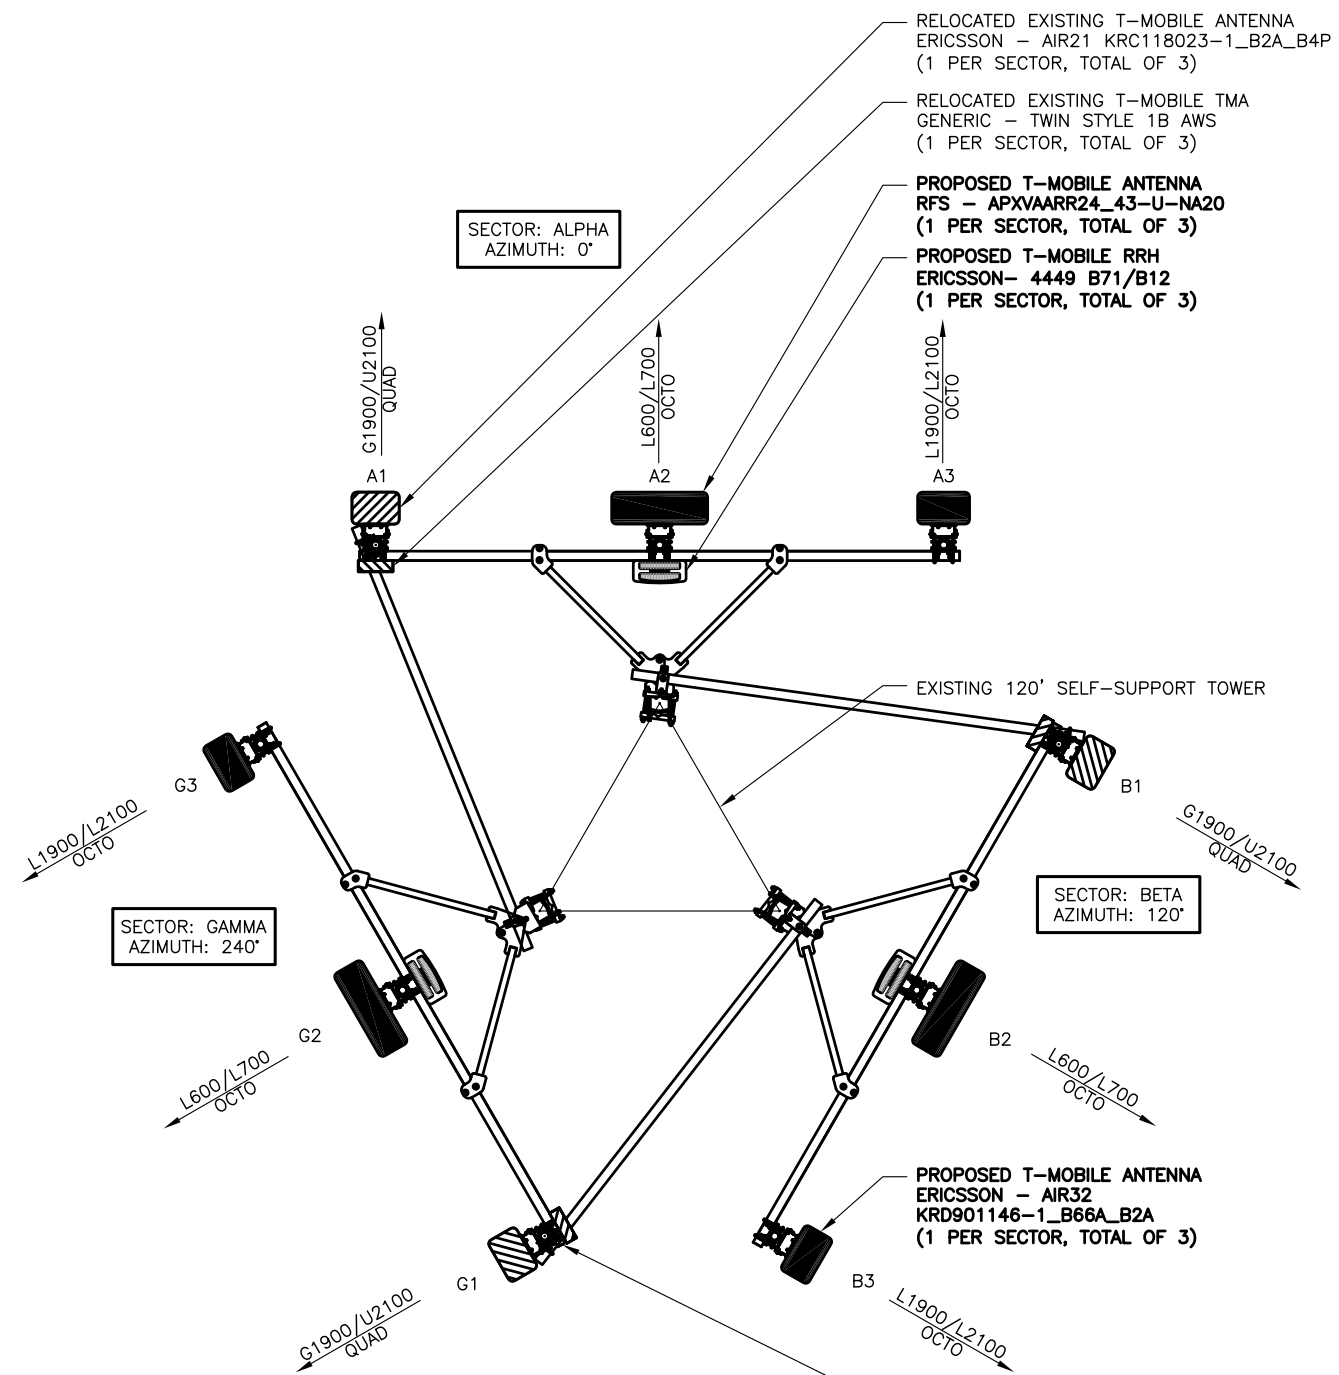 RELOCATED EXISTING T-MOBILE ANTENNA
ERICSSON - AIR21 KRC118023-1_B2A_B4P
(1 PER SECTOR, TOTAL OF 3)
RELOCATED EXISTING T-MOBILE TMA
GENERIC - TWIN STYLE 1B AWS
(1 PER SECTOR, TOTAL OF 3)
PROPOSED T-MOBILE ANTENNA
RFS - APXVAARR24_43-U-NA20
(1 PER SECTOR, TOTAL OF 3)
SECTOR: ALPHA
AZIMUTH: 0°
PROPOSED T-MOBILE RRH
ERICSSON- 4449 B71/B12
(1 PER SECTOR, TOTAL OF 3)
G1900/U2100
QUAD
L600/L700
OCTO
L1900/L2100
OCTO
A1
A2
A3
EXISTING 120' SELF-SUPPORT TOWER
G3
B1
L1900/L2100
OCTO
G1900/U2100
QUAD
SECTOR: GAMMA
AZIMUTH: 240°
SECTOR: BETA
AZIMUTH: 120°
G2
B2
L600/L700
OCTO
L600/L700
OCTO
PROPOSED T-MOBILE ANTENNA
ERICSSON - AIR32
KRD901146-1_B66A_B2A
(1 PER SECTOR, TOTAL OF 3)
G1
B3
G1900/U2100
QUAD
L1900/L2100
OCTO